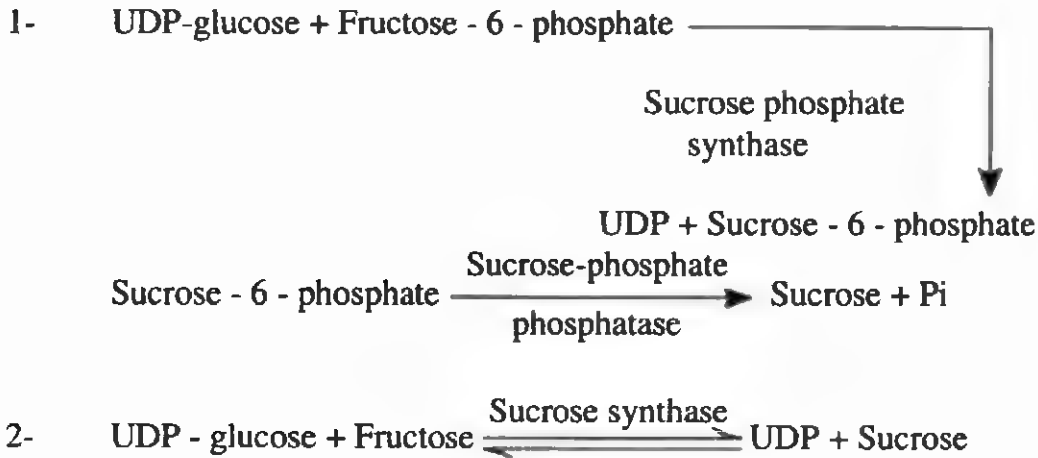 1- UDP-glucose + Fructose - 6 - phosphate
Sucrose phosphate
synthase
UDP + Sucrose - 6 - phosphate
Sucrose - 6 - phosphate Sucrose-phosphate phosphatase Sucrose + Pi
2- UDP - glucose + Fructose Sucrose synthase UDP + Sucrose